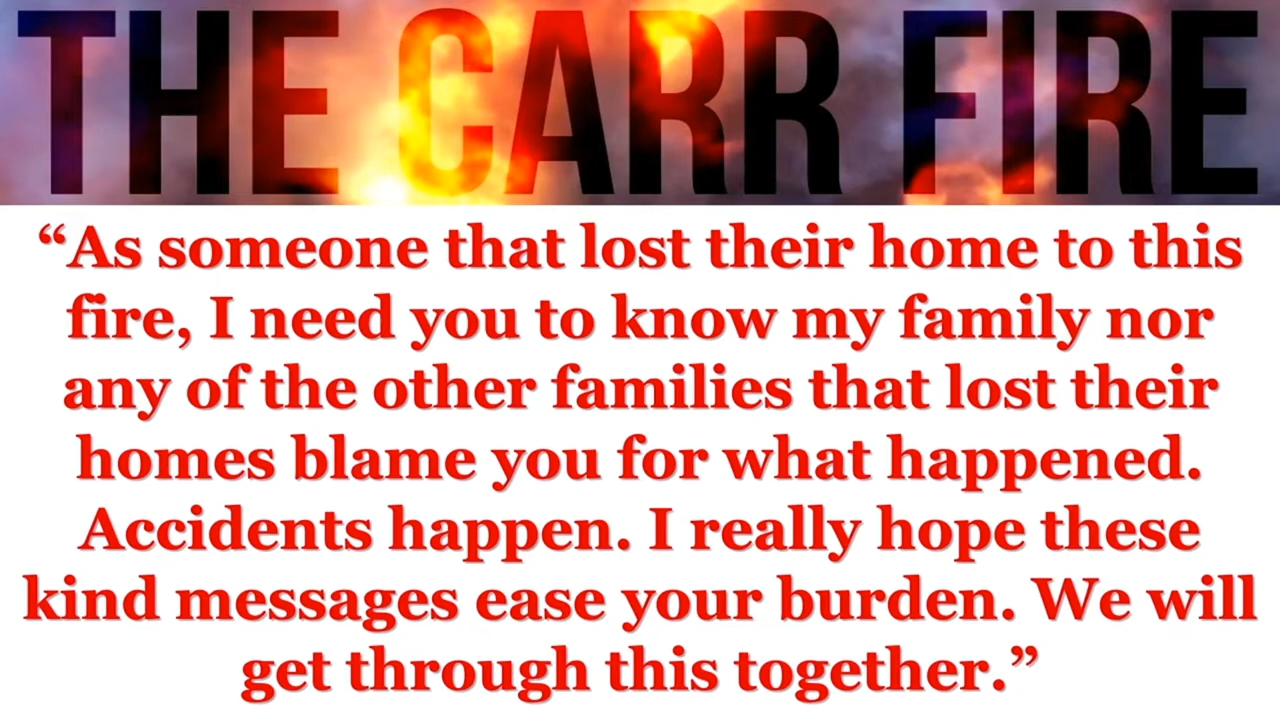 THE CARR FIRE
“As someone that lost their home to this
fire, I need you to know my family nor
any of the other families that lost their
homes blame you for what happened.
Accidents happen. I really hope these
kind messages ease your burden. We will
get through this together.”